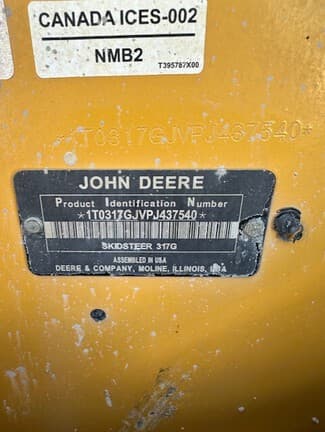 CANADA ICES-002
NMB2
T395787X00
*1T0317GJVPJ437540*
JOHN DEERE
Product Identification Number
*1T0317GJVPJ437540*
SKIDSTEER 317G
ASSEMBLED IN USA
DEERE & COMPANY, MOLINE, ILLINOIS, USA